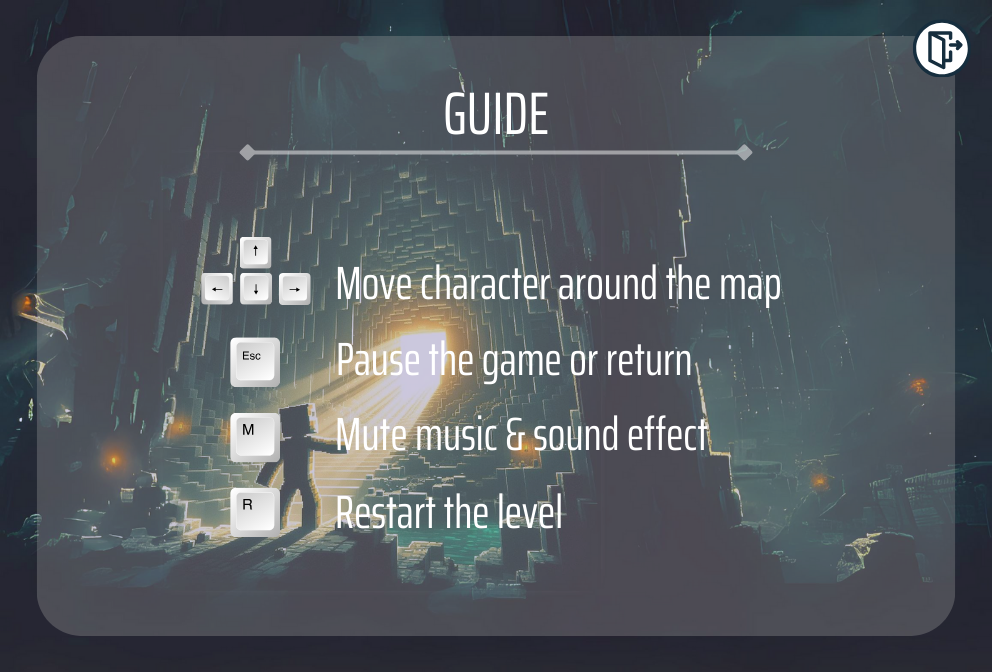 GUIDE
↑
← ↓ → Move character around the map
Esc Pause the game or return
M Mute music & sound effect
R Restart the level